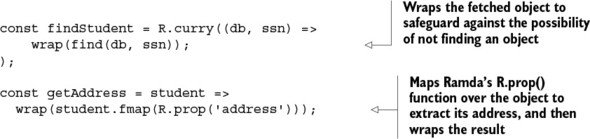 const findStudent = R.curry((db, ssn) =>
wrap(find(db, ssn));
);
Wraps the fetched object to
safeguard against the possibility
of not finding an object
const getAddress = student =>
wrap(student.fmap(R.prop('address')));
Maps Ramda's R.prop()
function over the object to
extract its address, and then
wraps the result